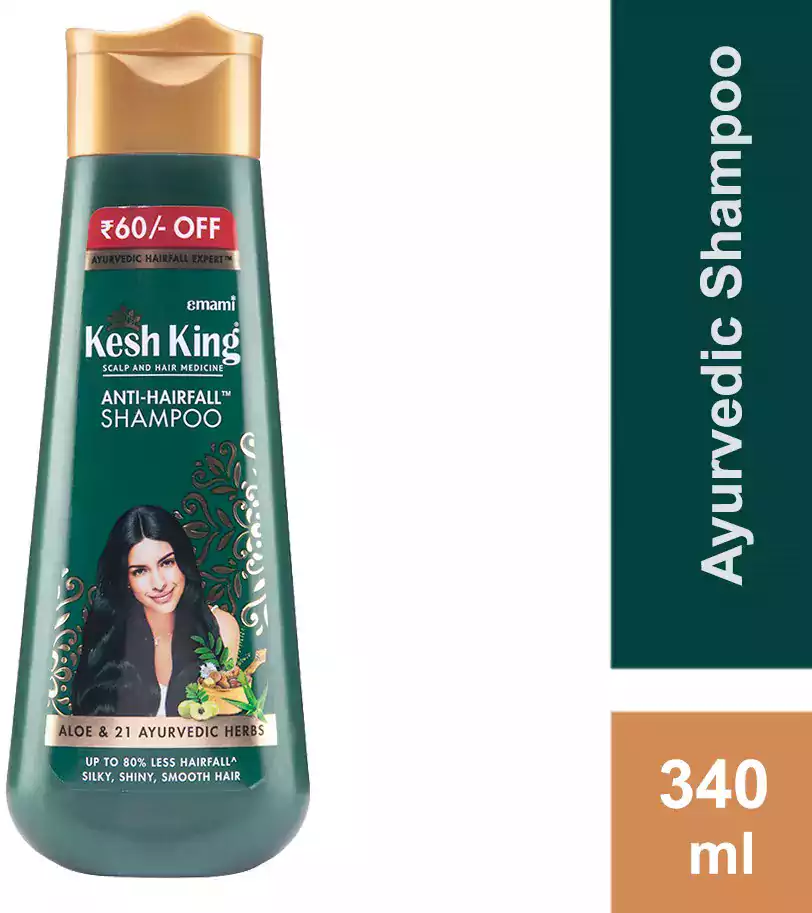 ₹60/- OFF
AYURVEDIC HAIRFALL EXPERT™
emami®
Kesh King®
SCALP AND HAIR MEDICINE
ANTI-HAIRFALL™
SHAMPOO
ALOE & 21 AYURVEDIC HERBS
UP TO 80% LESS HAIRFALL^
SILKY, SHINY, SMOOTH HAIR
Ayurvedic Shampoo
340
ml